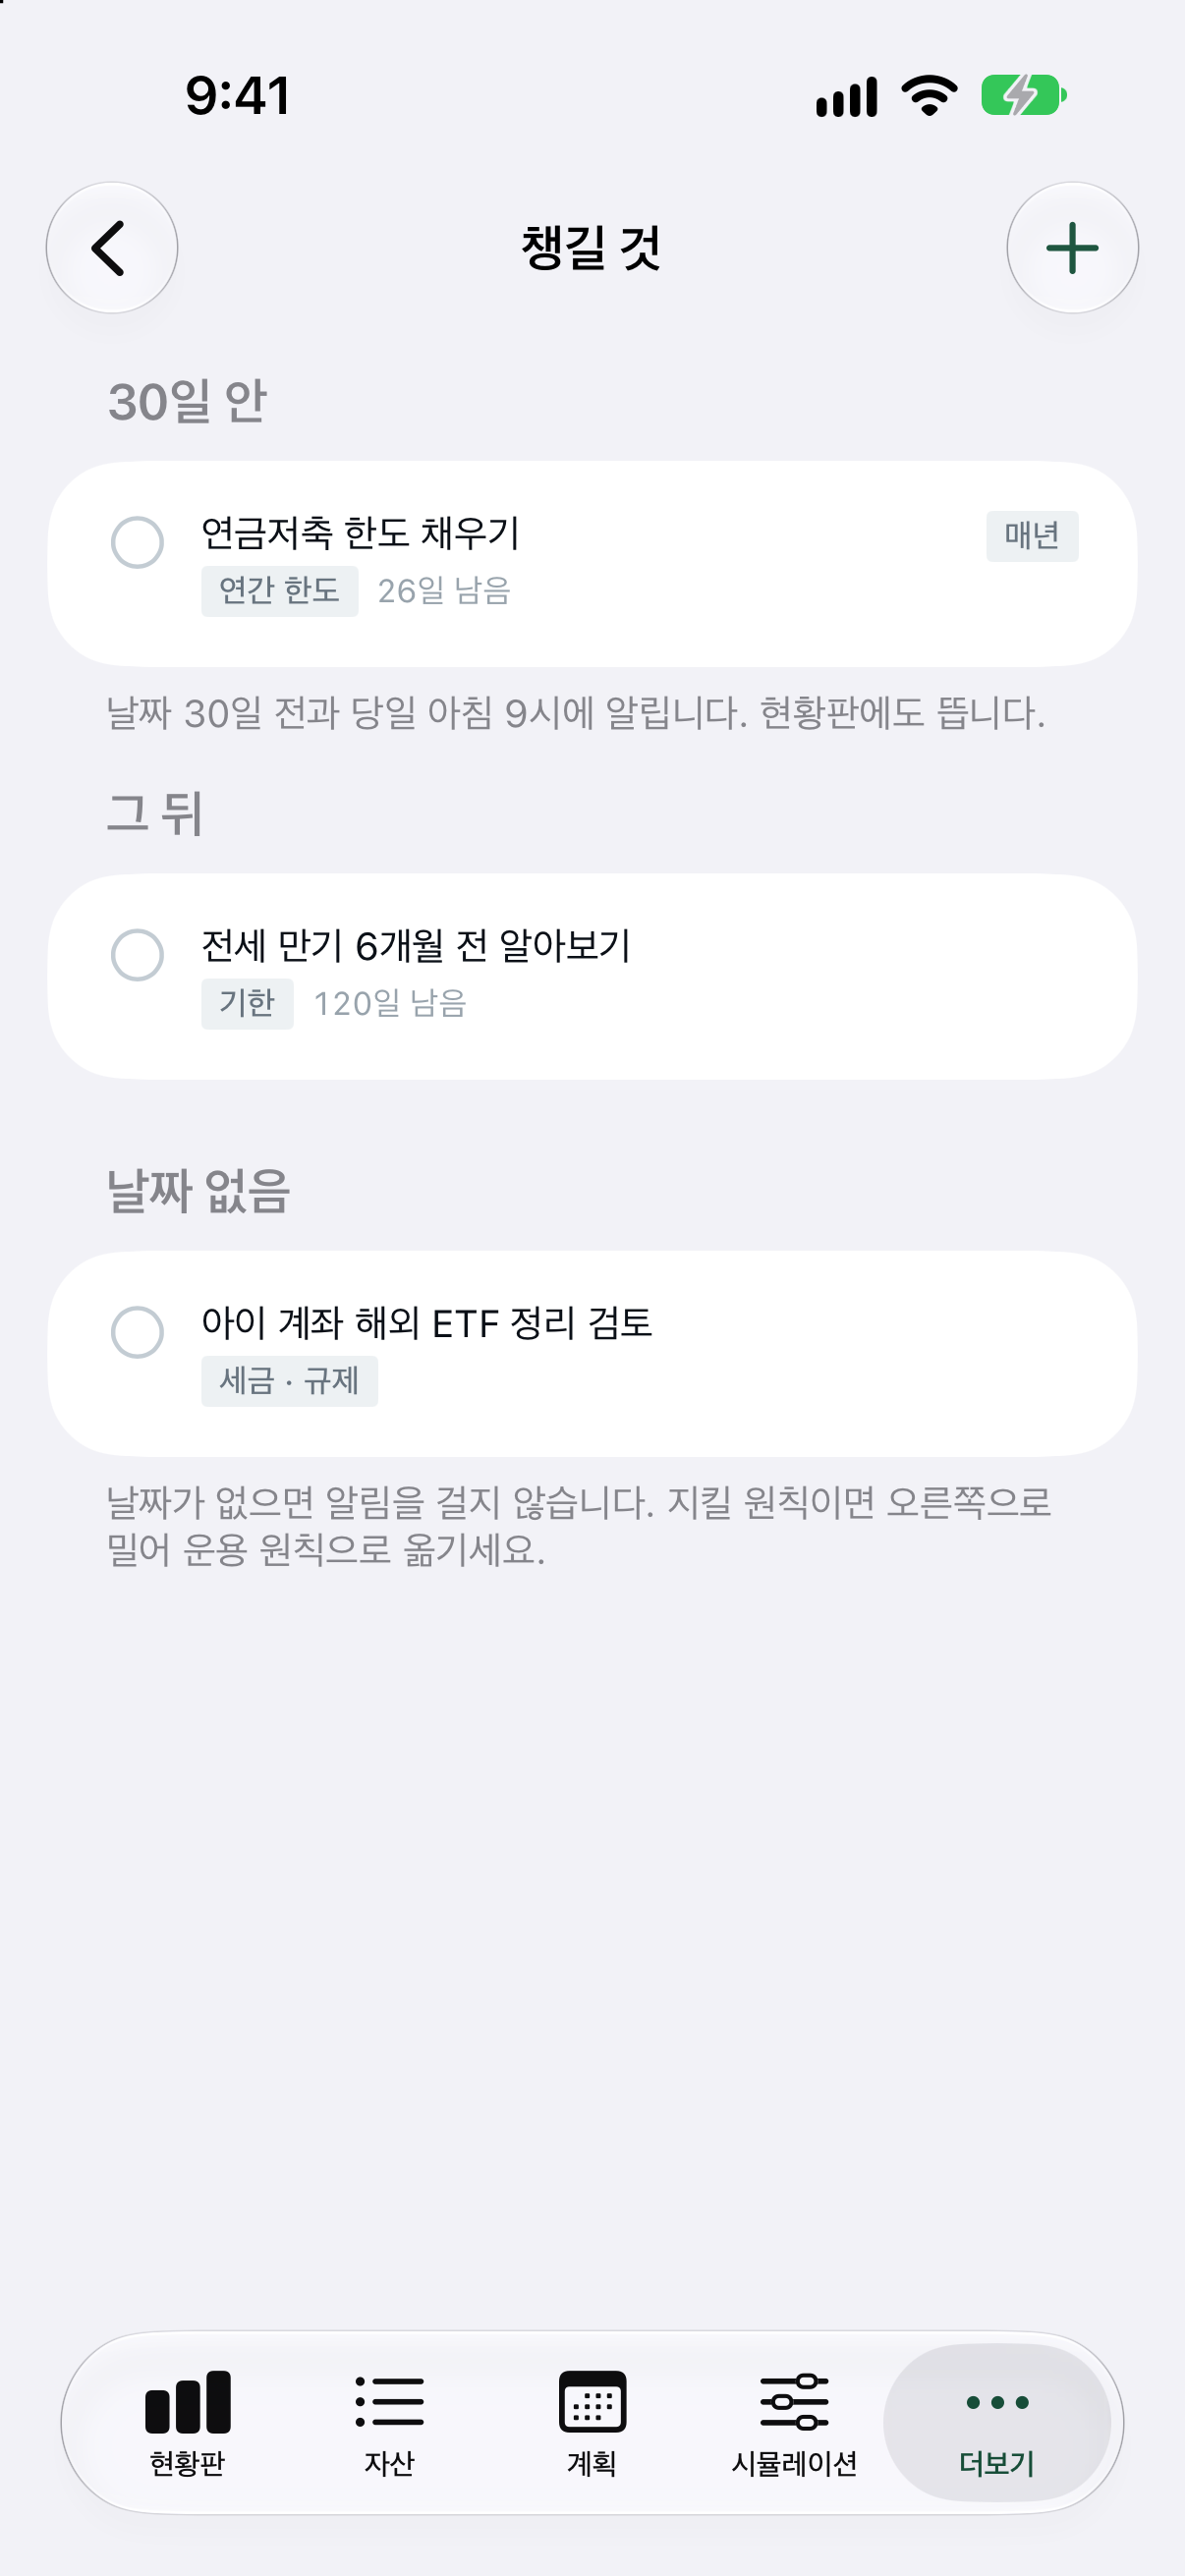 9:41
챙길 것
30일 안
연금저축 한도 채우기
매년
연간 한도 26일 남음
날짜 30일 전과 당일 아침 9시에 알립니다. 현황판에도 뜹니다.
그 뒤
전세 만기 6개월 전 알아보기
기한 120일 남음
날짜 없음
아이 계좌 해외 ETF 정리 검토
세금 · 규제
날짜가 없으면 알림을 걸지 않습니다. 지킬 원칙이면 오른쪽으로
밀어 운용 원칙으로 옮기세요.
현황판 자산 계획 시뮬레이션 더보기